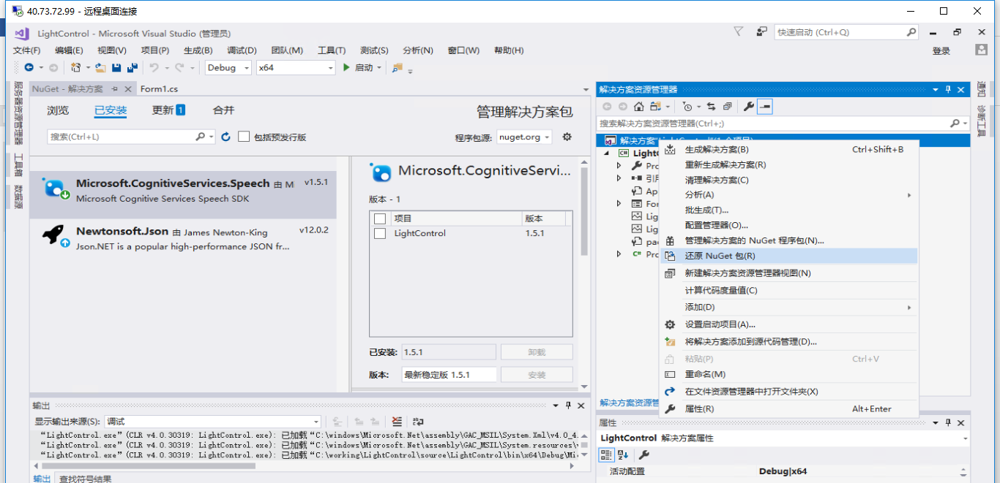 40.73.72.99 - 远程桌面连接
LightControl - Microsoft Visual Studio (管理员)
快速启动 (Ctrl+Q)
文件(F) 编辑(E) 视图(V) 项目(P) 生成(B) 调试(D) 团队(M) 工具(T) 测试(S) 分析(N) 窗口(W) 帮助(H)
登录
Debug x64 启动
服务器资源管理器
工具箱
数据源
NuGet - 解决方案 Form1.cs
浏览 已安装 更新 1 合并
管理解决方案包
搜索(Ctrl+L) 包括预发行版
程序包源: nuget.org
Microsoft.CognitiveServices.Speech 由 M v1.5.1
Microsoft Cognitive Services Speech SDK
Newtonsoft.Json 由 James Newton-King v12.0.2
Json.NET is a popular high-performance JSON fr...
Microsoft.CognitiveServi...
版本 - 1
项目 版本
LightControl 1.5.1
已安装: 1.5.1 卸载
版本: 最新稳定版 1.5.1 安装
输出
显示输出来源(S): 调试
“LightControl.exe”(CLR v4.0.30319: LightControl.exe): 已加载“C:\windows\Microsoft.Net\assembly\GAC_MSIL\System.Xml\v4.0_4.
“LightControl.exe”(CLR v4.0.30319: LightControl.exe): 已加载“C:\windows\Microsoft.Net\assembly\GAC_MSIL\System.resources\v
“LightControl.exe”(CLR v4.0.30319: LightControl.exe): 已加载“C:\working\LightControl\source\LightControl\bin\x64\Debug\Mi
输出 查找符号结果
解决方案资源管理器
搜索解决方案资源管理器(Ctrl+;)
解决方案
Light
Pro
引用
Ap
For
Lig
Lig
pac
C# Pro
生成解决方案(B) Ctrl+Shift+B
重新生成解决方案(R)
清理解决方案(C)
分析(A)
批生成(T)...
配置管理器(O)...
管理解决方案的 NuGet 程序包(N)...
还原 NuGet 包(R)
新建解决方案资源管理器视图(N)
计算代码度量值(C)
添加(D)
设置启动项目(A)...
将解决方案添加到源代码管理(D)...
粘贴(P) Ctrl+V
重命名(M)
在文件资源管理器中打开文件夹(X)
属性(R) Alt+Enter
解决方案资源管
属性
LightControl 解决方案属性
活动配置 Debug|x64
通知
诊断工具